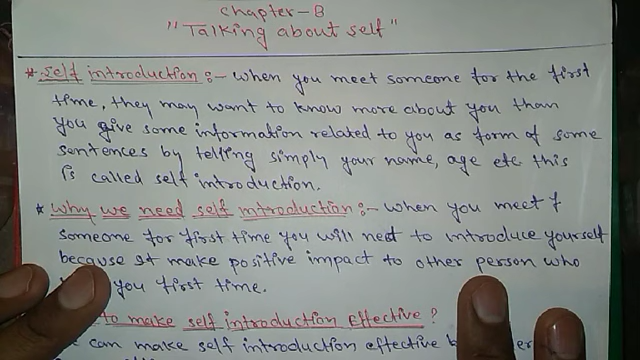 Chapter-B
"Talking about self"
* Self introduction :- When you meet someone for the first
time, they may want to know more about you than
you give some information related to you as form of some
sentences by telling simply your name, age etc this
is called self introduction.
* Why we need self introduction :- When you meet
someone for first time you will need to introduce yourself
because It make positive impact to other person who
you first time.
to make self introduction Effective?
can make self introduction effective